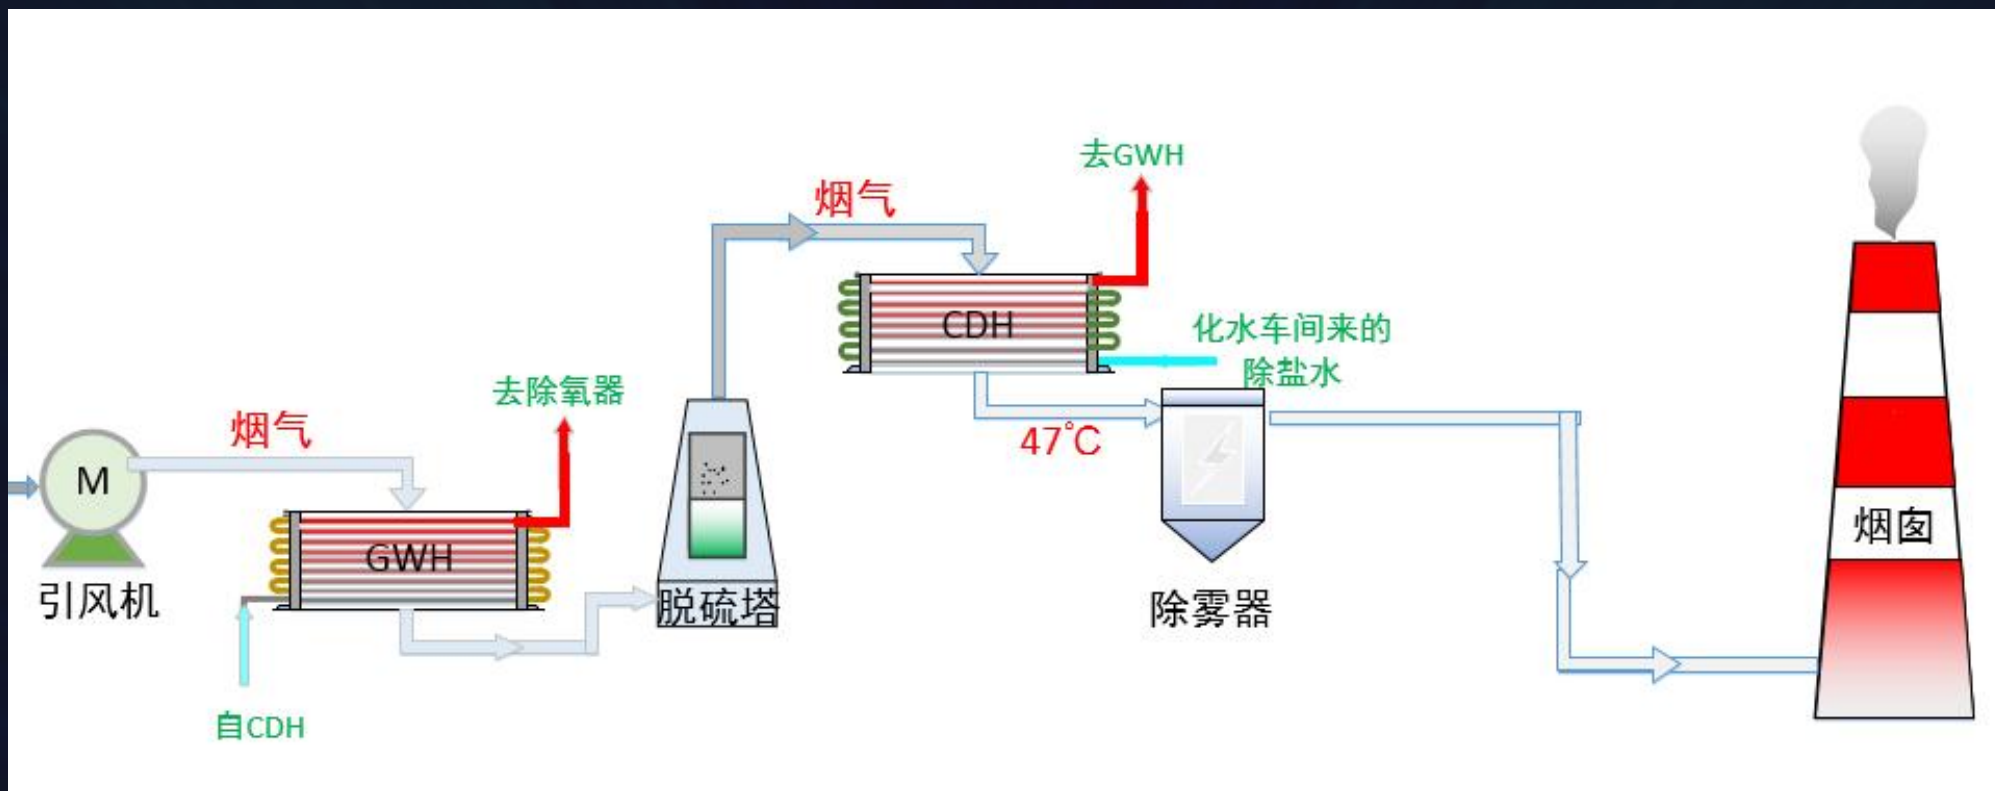 去GWH
烟气
化水车间来的
除盐水
CDH
去除氧器
烟气
47℃
M
GWH
烟囱
引风机
脱硫塔
除雾器
自CDH